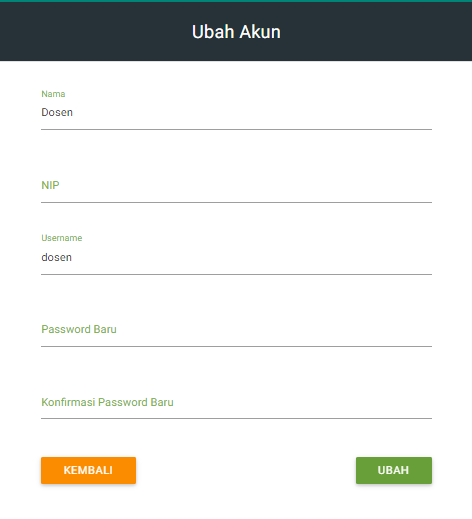 Ubah Akun
Nama
Dosen
NIP
Username
dosen
Password Baru
Konfirmasi Password Baru
KEMBALI
UBAH